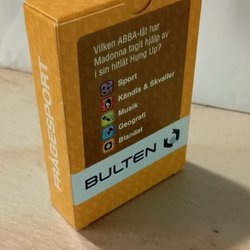 Vilken ABBA-låt har
Madonna tagit hjälp av
i sin hitlåt Hung Up?
Sport
Kändis & Skvaller
Musik
Geografi
Blandat
BULTEN
FRÅGESPORT